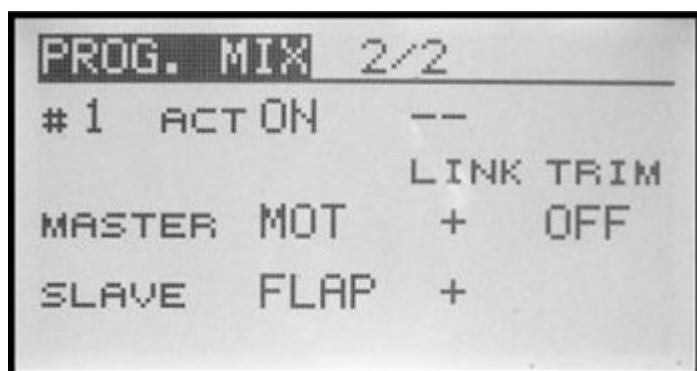 PROG. MIX 2/2
#1 ACT ON --
LINK TRIM
MASTER MOT + OFF
SLAVE FLAP +